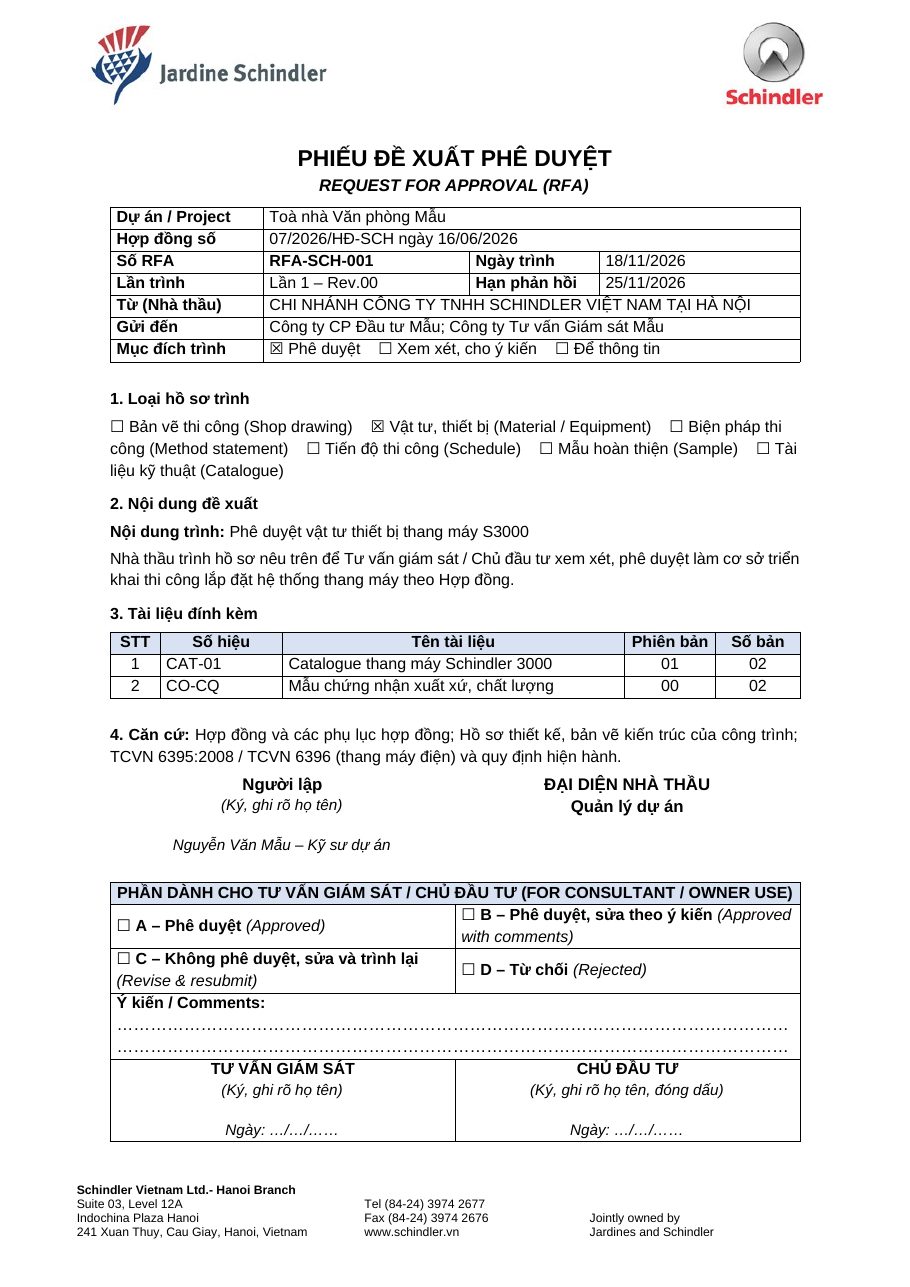 Jardine Schindler
Schindler
PHIẾU ĐỀ XUẤT PHÊ DUYỆT
REQUEST FOR APPROVAL (RFA)
Dự án / Project Toà nhà Văn phòng Mẫu
Hợp đồng số 07/2026/HĐ-SCH ngày 16/06/2026
Số RFA RFA-SCH-001 Ngày trình 18/11/2026
Lần trình Lần 1 – Rev.00 Hạn phản hồi 25/11/2026
Từ (Nhà thầu) CHI NHÁNH CÔNG TY TNHH SCHINDLER VIỆT NAM TẠI HÀ NỘI
Gửi đến Công ty CP Đầu tư Mẫu; Công ty Tư vấn Giám sát Mẫu
Mục đích trình ☒ Phê duyệt ☐ Xem xét, cho ý kiến ☐ Để thông tin
1. Loại hồ sơ trình
☐ Bản vẽ thi công (Shop drawing) ☒ Vật tư, thiết bị (Material / Equipment) ☐ Biện pháp thi
công (Method statement) ☐ Tiến độ thi công (Schedule) ☐ Mẫu hoàn thiện (Sample) ☐ Tài
liệu kỹ thuật (Catalogue)
2. Nội dung đề xuất
Nội dung trình: Phê duyệt vật tư thiết bị thang máy S3000
Nhà thầu trình hồ sơ nêu trên để Tư vấn giám sát / Chủ đầu tư xem xét, phê duyệt làm cơ sở triển
khai thi công lắp đặt hệ thống thang máy theo Hợp đồng.
3. Tài liệu đính kèm
STT Số hiệu Tên tài liệu Phiên bản Số bản
1 CAT-01 Catalogue thang máy Schindler 3000 01 02
2 CO-CQ Mẫu chứng nhận xuất xứ, chất lượng 00 02
4. Căn cứ: Hợp đồng và các phụ lục hợp đồng; Hồ sơ thiết kế, bản vẽ kiến trúc của công trình;
TCVN 6395:2008 / TCVN 6396 (thang máy điện) và quy định hiện hành.
Người lập ĐẠI DIỆN NHÀ THẦU
(Ký, ghi rõ họ tên) Quản lý dự án
Nguyễn Văn Mẫu – Kỹ sư dự án
PHẦN DÀNH CHO TƯ VẤN GIÁM SÁT / CHỦ ĐẦU TƯ (FOR CONSULTANT / OWNER USE)
☐ A – Phê duyệt (Approved)
☐ B – Phê duyệt, sửa theo ý kiến (Approved
with comments)
☐ C – Không phê duyệt, sửa và trình lại
(Revise & resubmit)
☐ D – Từ chối (Rejected)
Ý kiến / Comments:
……………………………………………………………………………………………………
……………………………………………………………………………………………………
TƯ VẤN GIÁM SÁT CHỦ ĐẦU TƯ
(Ký, ghi rõ họ tên) (Ký, ghi rõ họ tên, đóng dấu)
Ngày: …/…/…… Ngày: …/…/……
Schindler Vietnam Ltd.- Hanoi Branch
Suite 03, Level 12A Tel (84-24) 3974 2677
Indochina Plaza Hanoi Fax (84-24) 3974 2676 Jointly owned by
241 Xuan Thuy, Cau Giay, Hanoi, Vietnam www.schindler.vn Jardines and Schindler